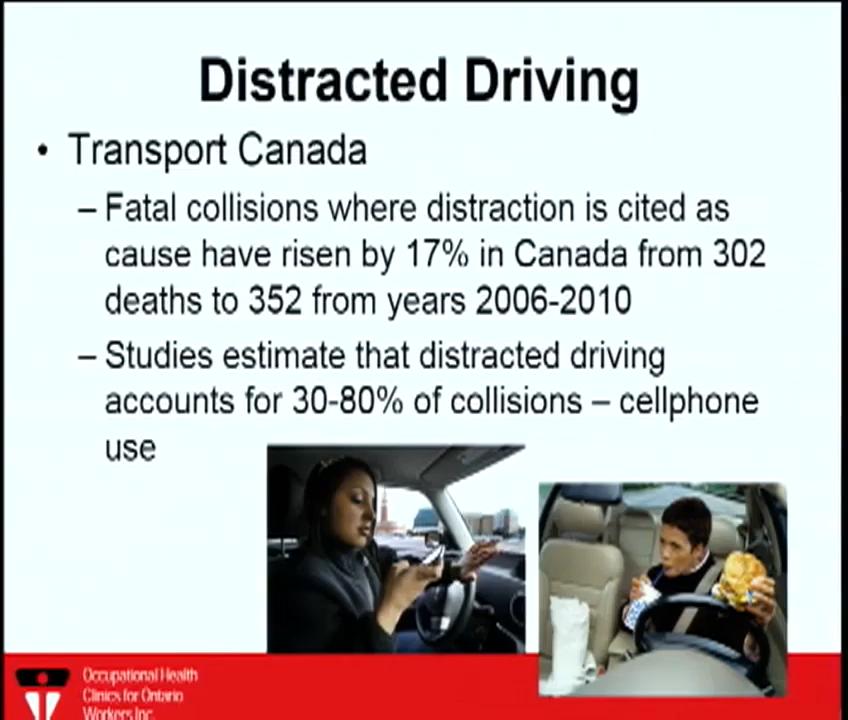 Distracted Driving
• Transport Canada
– Fatal collisions where distraction is cited as
cause have risen by 17% in Canada from 302
deaths to 352 from years 2006-2010
– Studies estimate that distracted driving
accounts for 30-80% of collisions – cellphone
use
Occupational Health
Clinics for Ontario
Workers Inc.